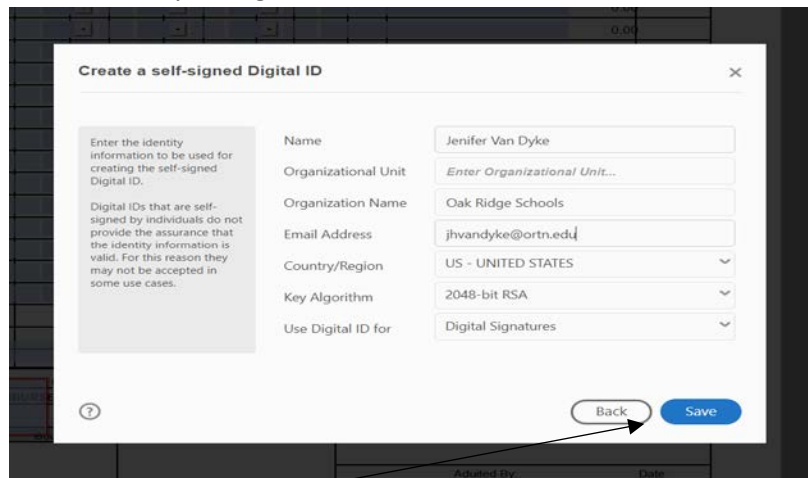 0.00
Create a self-signed Digital ID
Enter the identity
information to be used for
creating the self-signed
Digital ID.
Digital IDs that are self-
signed by individuals do not
provide the assurance that
the identity information is
valid. For this reason they
may not be accepted in
some use cases.
Name Jenifer Van Dyke
Organizational Unit Enter Organizational Unit...
Organization Name Oak Ridge Schools
Email Address jhvandyke@ortn.edu
Country/Region US - UNITED STATES
Key Algorithm 2048-bit RSA
Use Digital ID for Digital Signatures
Back Save
Aduited By Date